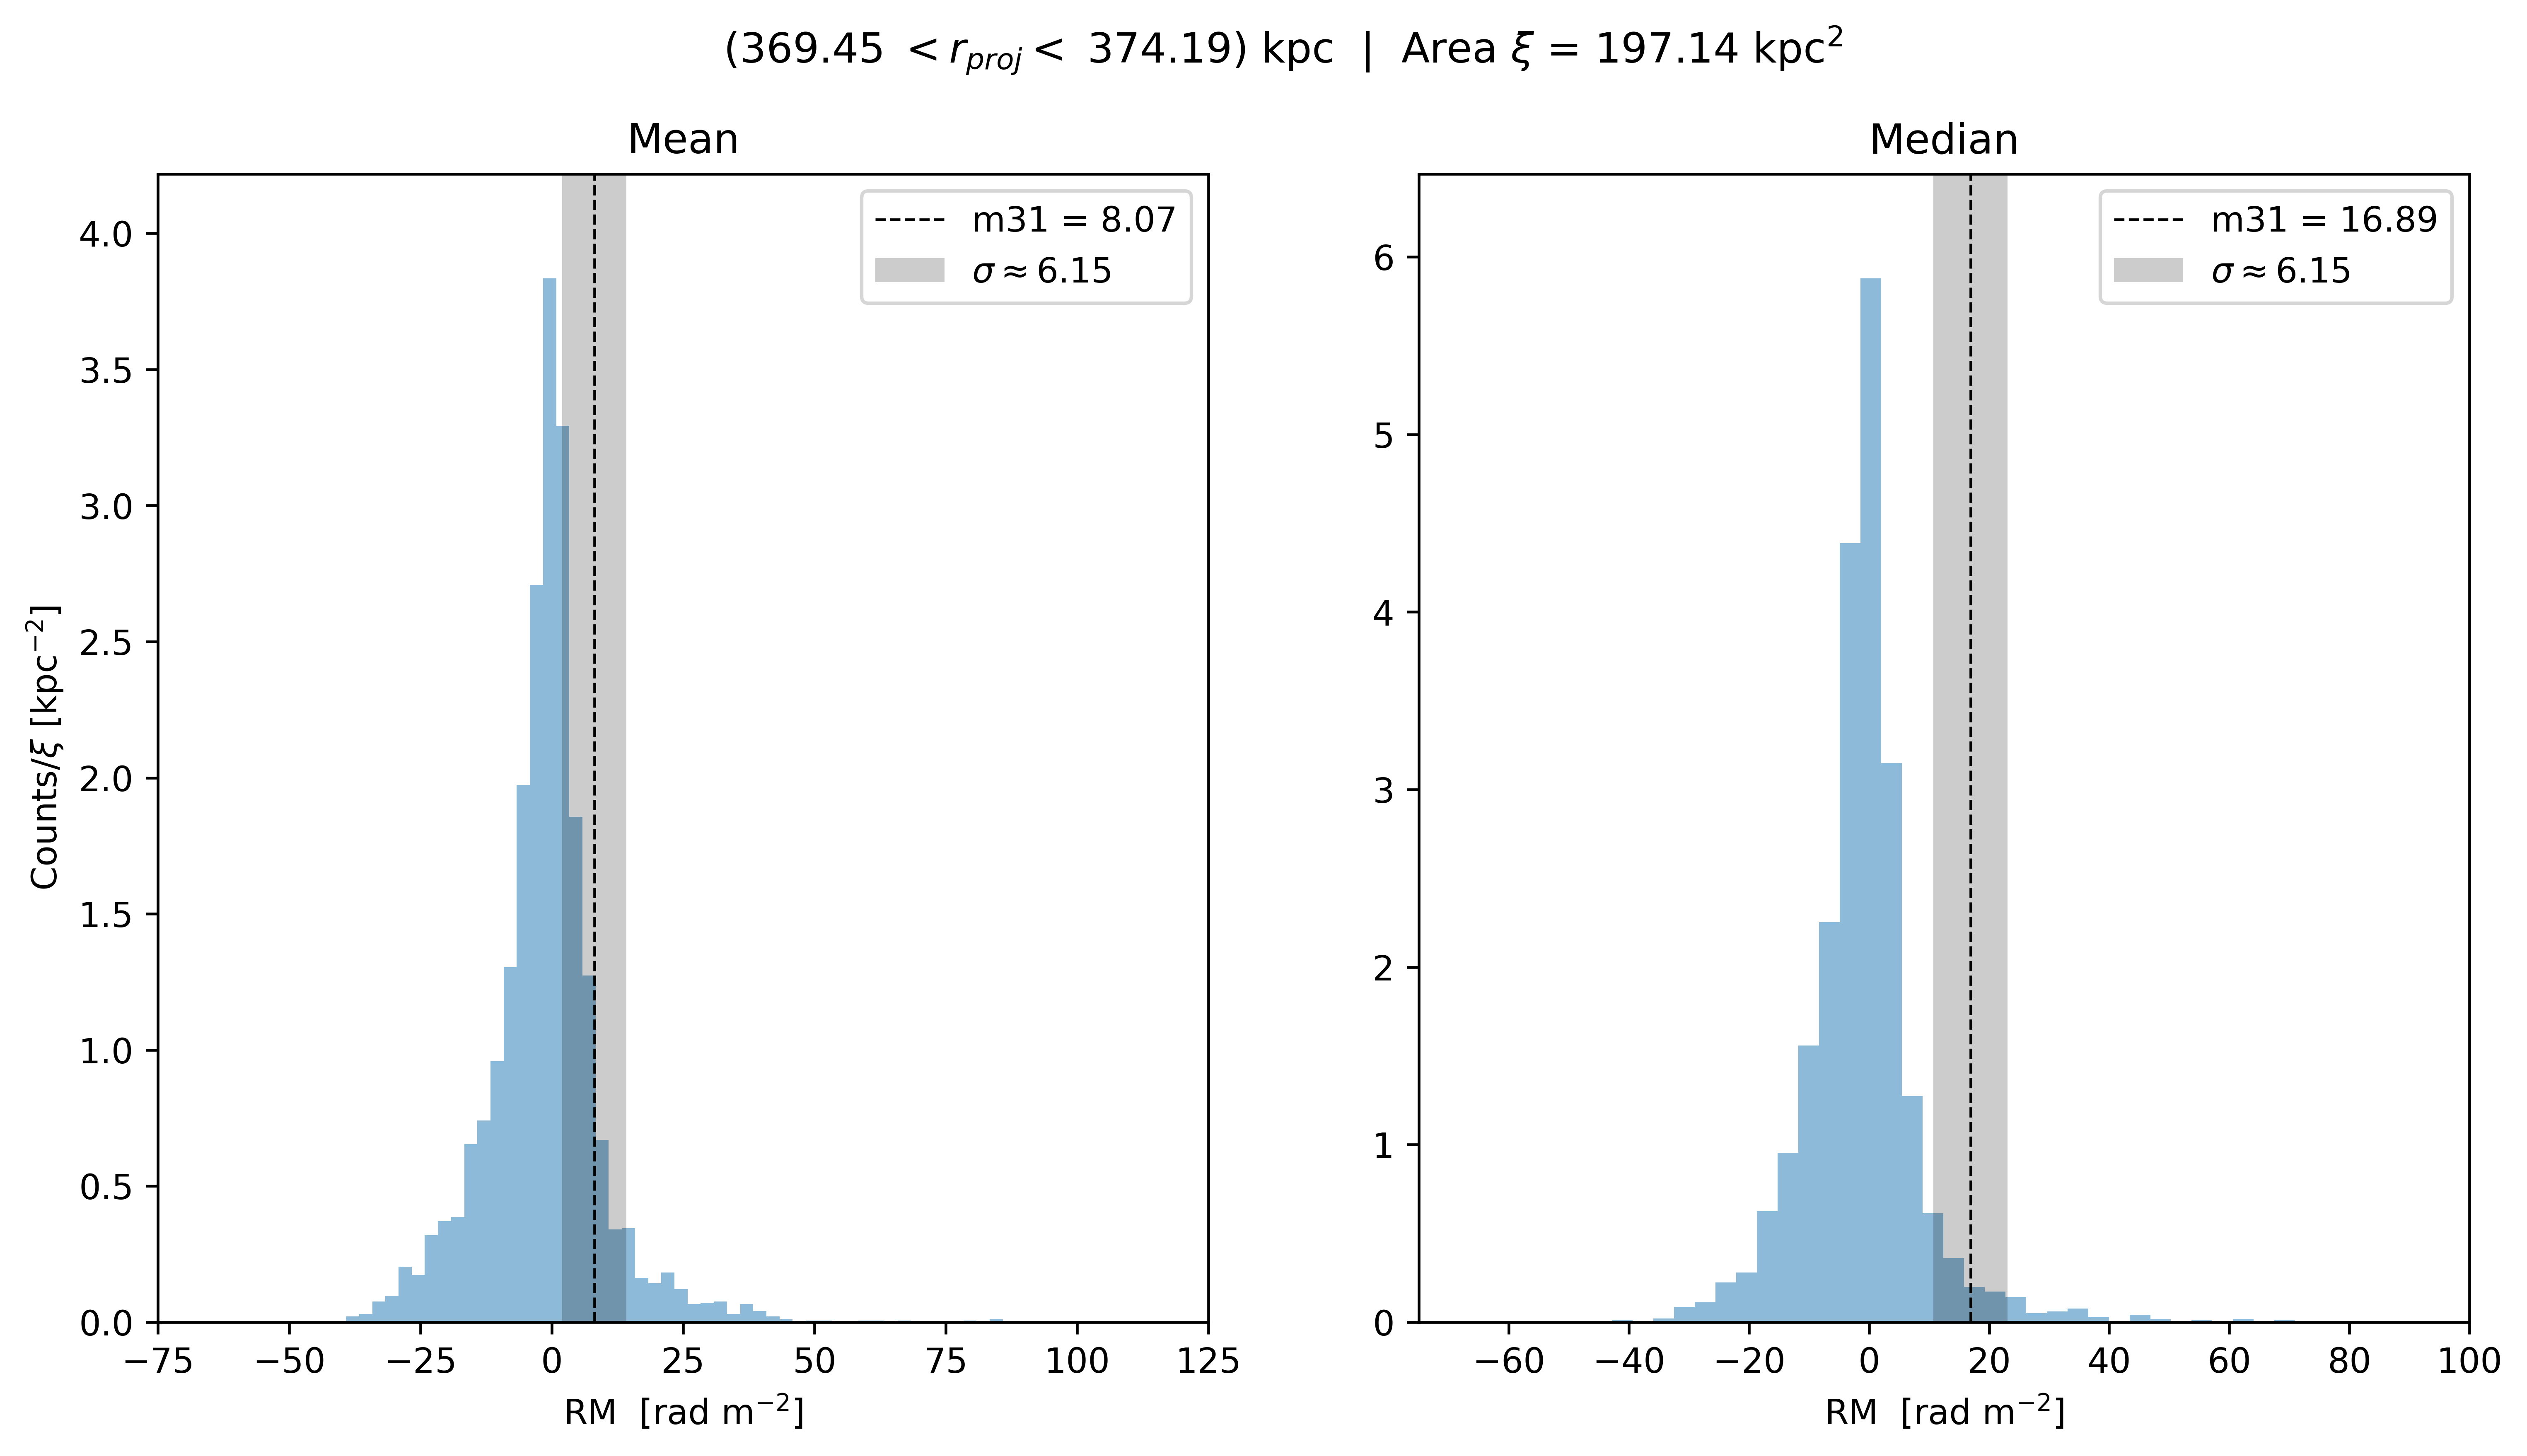 (369.45 < r_proj < 374.19) kpc | Area ξ = 197.14 kpc²
Mean
m31 = 8.07
σ ≈ 6.15
4.0
3.5
3.0
2.5
2.0
1.5
1.0
0.5
0.0
Counts/ξ [kpc⁻²]
−75 −50 −25 0 25 50 75 100 125
RM [rad m⁻²]
Median
m31 = 16.89
σ ≈ 6.15
6
5
4
3
2
1
0
−60 −40 −20 0 20 40 60 80 100
RM [rad m⁻²]